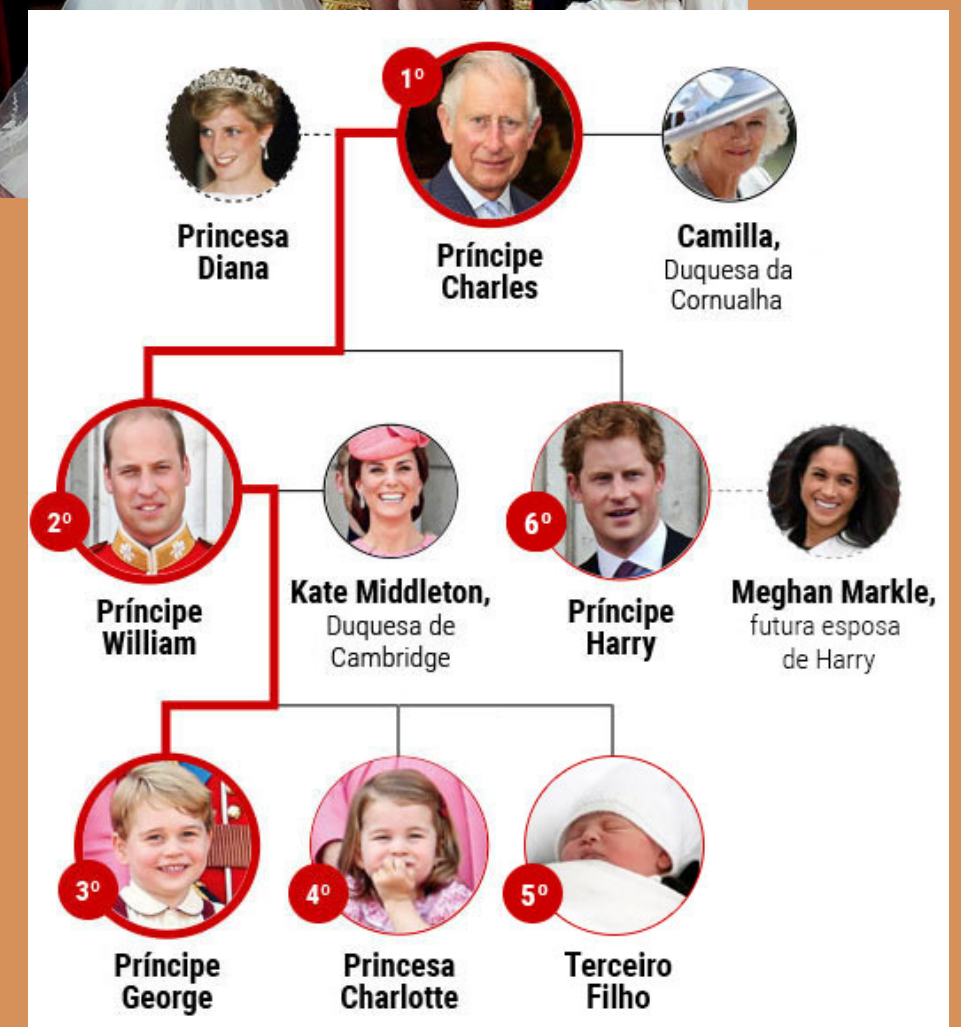 1º
Princesa
Diana
Príncipe
Charles
Camilla,
Duquesa da
Cornualha
2º
Príncipe
William
Kate Middleton,
Duquesa de
Cambridge
6º
Príncipe
Harry
Meghan Markle,
futura esposa
de Harry
3º
Príncipe
George
4º
Princesa
Charlotte
5º
Terceiro
Filho